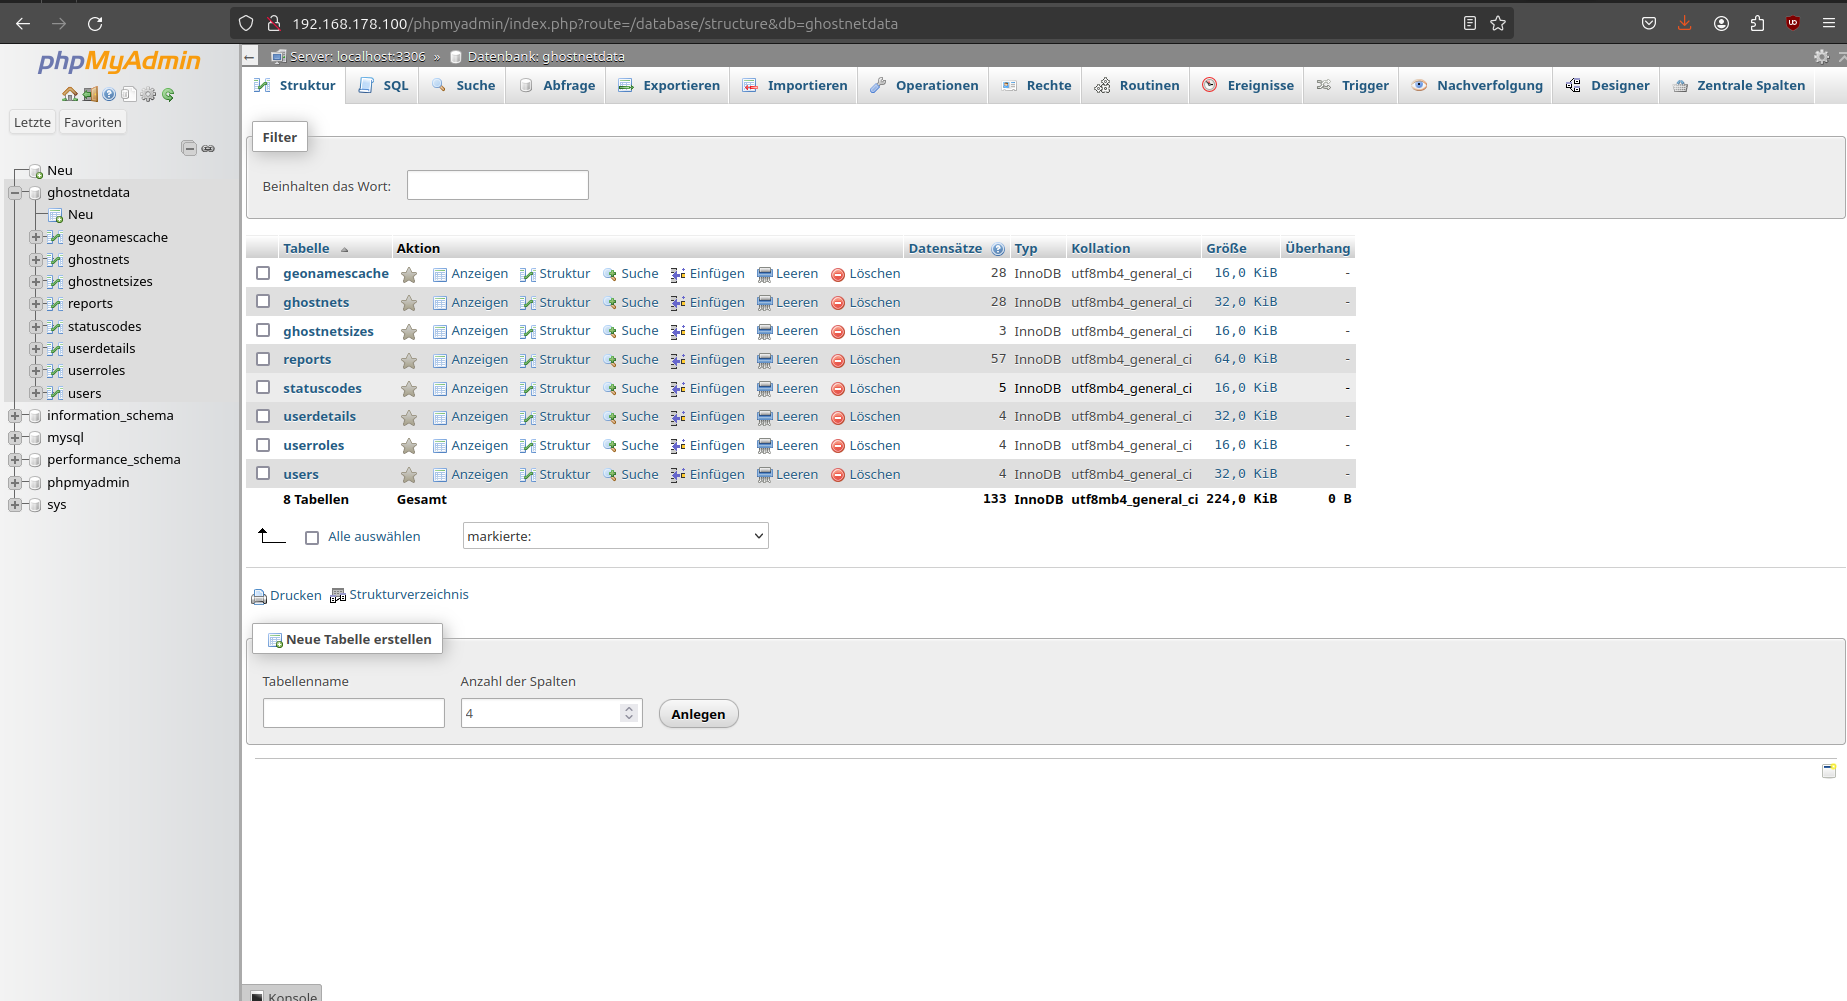 192.168.178.100/phpmyadmin/index.php?route=/database/structure&db=ghostnetdata
phpMyAdmin
Letzte Favoriten
Neu
ghostnetdata
Neu
geonamescache
ghostnets
ghostnetsizes
reports
statuscodes
userdetails
userroles
users
information_schema
mysql
performance_schema
phpmyadmin
sys
Server: localhost:3306 » Datenbank: ghostnetdata
Struktur SQL Suche Abfrage Exportieren Importieren Operationen Rechte Routinen Ereignisse Trigger Nachverfolgung Designer Zentrale Spalten
Filter
Beinhalten das Wort:
Tabelle Aktion Datensätze Typ Kollation Größe Überhang
geonamescache Anzeigen Struktur Suche Einfügen Leeren Löschen 28 InnoDB utf8mb4_general_ci 16,0 KiB -
ghostnets Anzeigen Struktur Suche Einfügen Leeren Löschen 28 InnoDB utf8mb4_general_ci 32,0 KiB -
ghostnetsizes Anzeigen Struktur Suche Einfügen Leeren Löschen 3 InnoDB utf8mb4_general_ci 16,0 KiB -
reports Anzeigen Struktur Suche Einfügen Leeren Löschen 57 InnoDB utf8mb4_general_ci 64,0 KiB -
statuscodes Anzeigen Struktur Suche Einfügen Leeren Löschen 5 InnoDB utf8mb4_general_ci 16,0 KiB -
userdetails Anzeigen Struktur Suche Einfügen Leeren Löschen 4 InnoDB utf8mb4_general_ci 32,0 KiB -
userroles Anzeigen Struktur Suche Einfügen Leeren Löschen 4 InnoDB utf8mb4_general_ci 16,0 KiB -
users Anzeigen Struktur Suche Einfügen Leeren Löschen 4 InnoDB utf8mb4_general_ci 32,0 KiB -
8 Tabellen Gesamt 133 InnoDB utf8mb4_general_ci 224,0 KiB 0 B
Alle auswählen markierte:
Drucken Strukturverzeichnis
Neue Tabelle erstellen
Tabellenname Anzahl der Spalten
4 Anlegen
Konsole